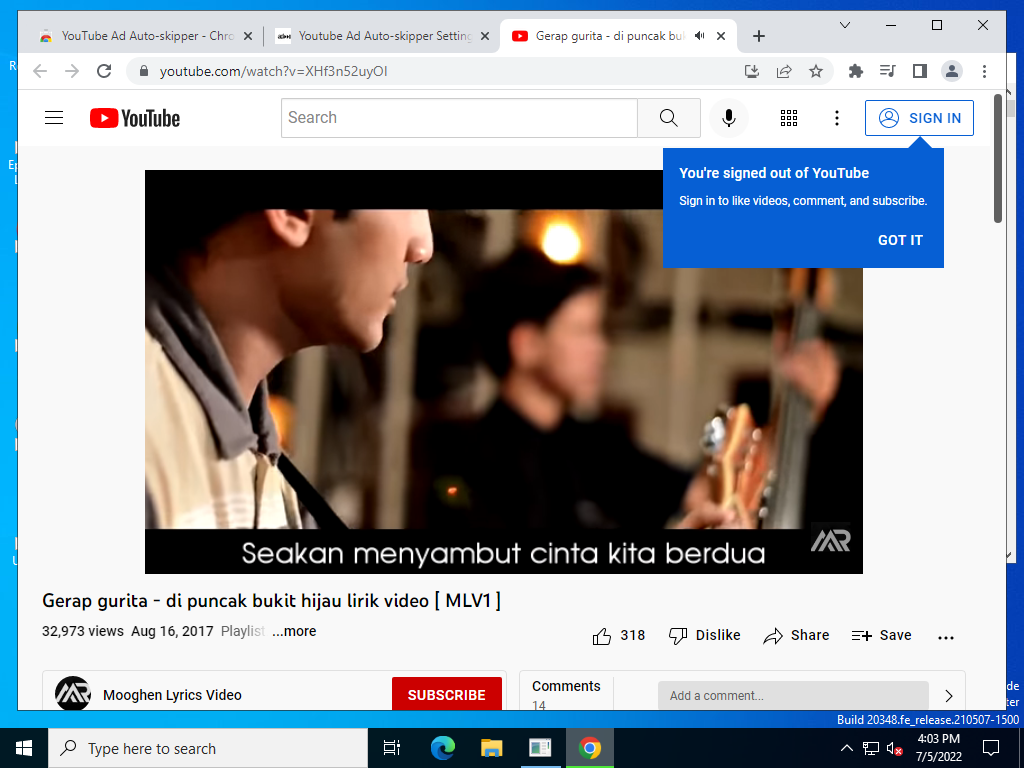 YouTube Ad Auto-skipper - Chro
Youtube Ad Auto-skipper Setting
Gerap gurita - di puncak buk
youtube.com/watch?v=XHf3n52uyOI
YouTube
Search
SIGN IN
You're signed out of YouTube
Sign in to like videos, comment, and subscribe.
GOT IT
MR
Seakan menyambut cinta kita berdua
Gerap gurita - di puncak bukit hijau lirik video [ MLV1 ]
32,973 views Aug 16, 2017 Playlist ...more
318 Dislike Share Save
Mooghen Lyrics Video
SUBSCRIBE
Comments
14
Add a comment...
Build 20348.fe_release.210507-1500
Type here to search
4:03 PM
7/5/2022